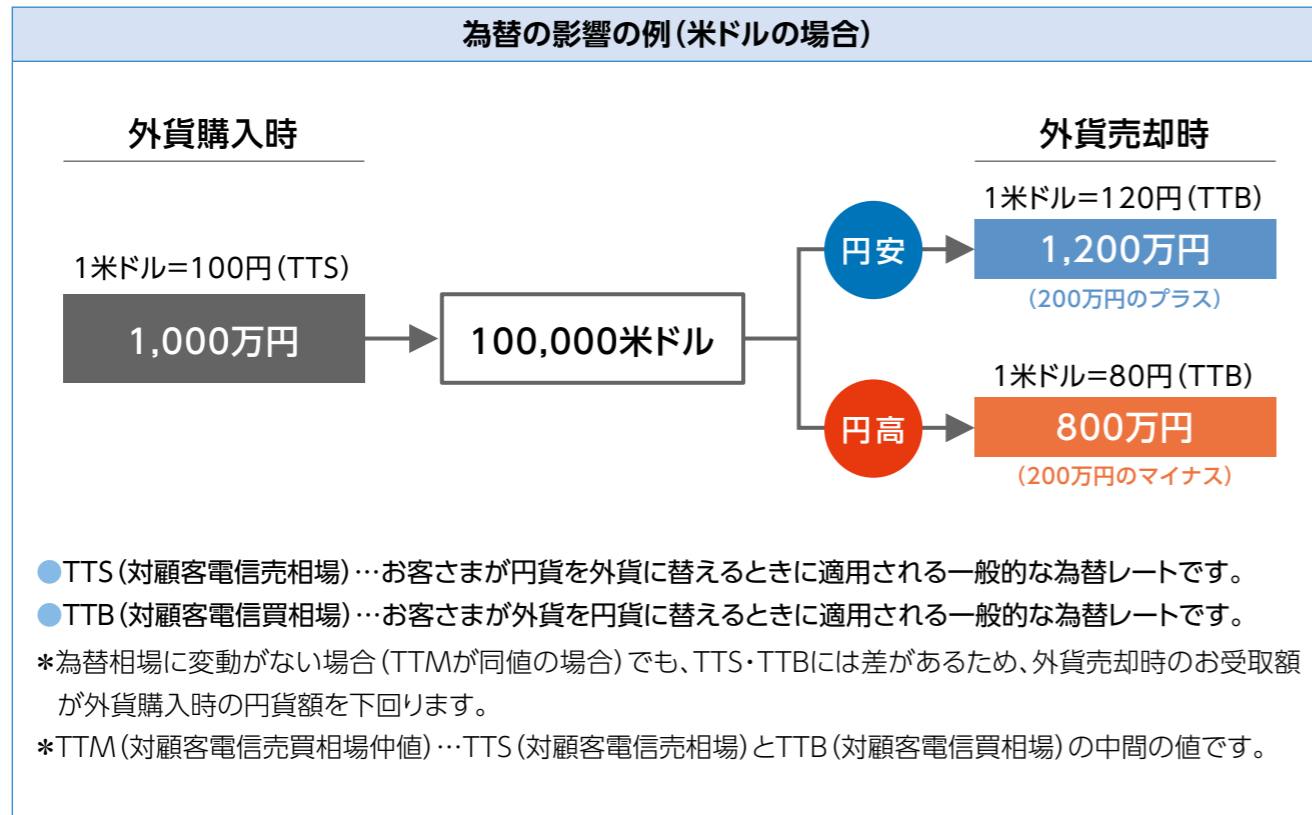 為替の影響の例(米ドルの場合)
外貨購入時
外貨売却時
1米ドル=100円(TTS)
1,000万円
100,000米ドル
円安
1米ドル=120円(TTB)
1,200万円
(200万円のプラス)
円高
1米ドル=80円(TTB)
800万円
(200万円のマイナス)
●TTS(対顧客電信売相場)…お客さまが円貨を外貨に替えるときに適用される一般的な為替レートです。
●TTB(対顧客電信買相場)…お客さまが外貨を円貨に替えるときに適用される一般的な為替レートです。
*為替相場に変動がない場合(TTMが同値の場合)でも、TTS・TTBには差があるため、外貨売却時のお受取額
が外貨購入時の円貨額を下回ります。
*TTM(対顧客電信売買相場仲値)…TTS(対顧客電信売相場)とTTB(対顧客電信買相場)の中間の値です。